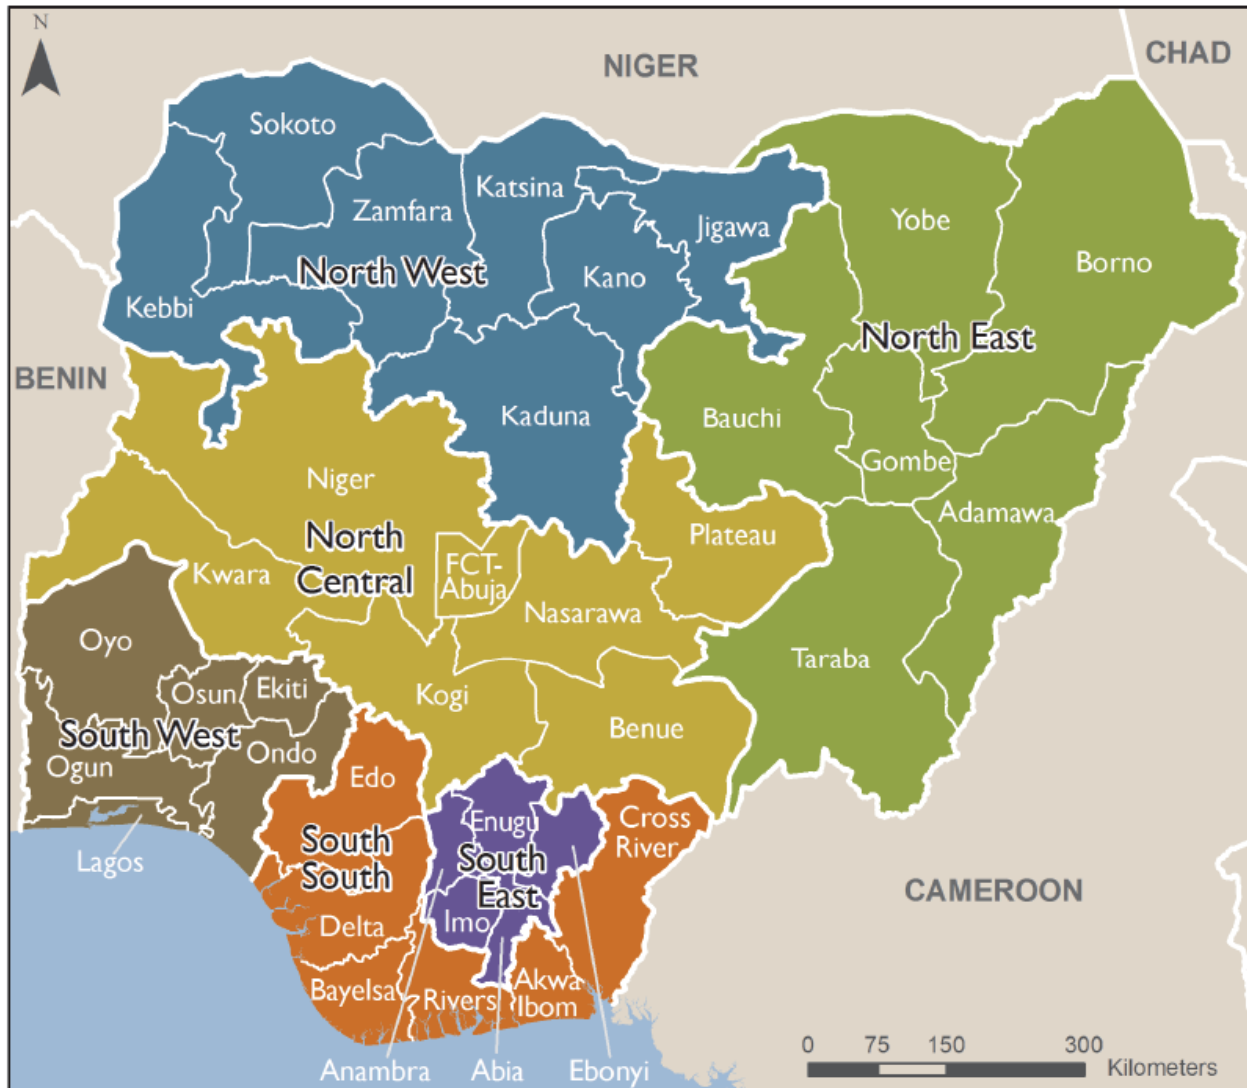 N
NIGER
CHAD
Sokoto
Katsina
Zamfara
Jigawa
Yobe
Borno
North West
Kano
Kebbi
North East
BENIN
Kaduna
Bauchi
Gombe
Niger
Adamawa
Plateau
North
Central
FCT-
Abuja
Kwara
Nasarawa
Oyo
Taraba
Osun
Ekiti
Kogi
Benue
South West
Ondo
Ogun
Edo
Cross
River
Enugu
South
South
South
East
Lagos
CAMEROON
Imo
Delta
Bayelsa
Rivers
Akwa
Ibom
Anambra
Abia
Ebonyi
0 75 150 300
Kilometers